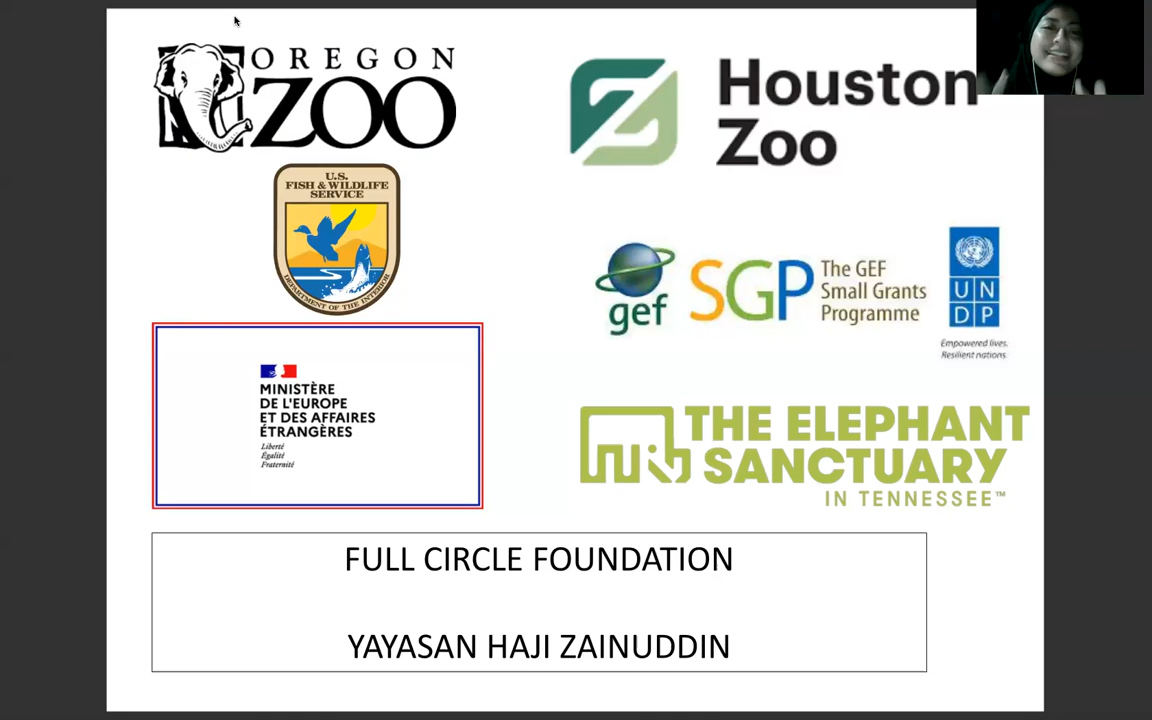 OREGON
ZOO
Houston
Zoo
U.S.
FISH & WILDLIFE
SERVICE
DEPARTMENT OF THE INTERIOR
gef
SGP
The GEF
Small Grants
Programme
UN
DP
Empowered lives.
Resilient nations.
MINISTÈRE
DE L'EUROPE
ET DES AFFAIRES
ÉTRANGÈRES
Liberté
Égalité
Fraternité
THE ELEPHANT
SANCTUARY
IN TENNESSEE™
FULL CIRCLE FOUNDATION
YAYASAN HAJI ZAINUDDIN